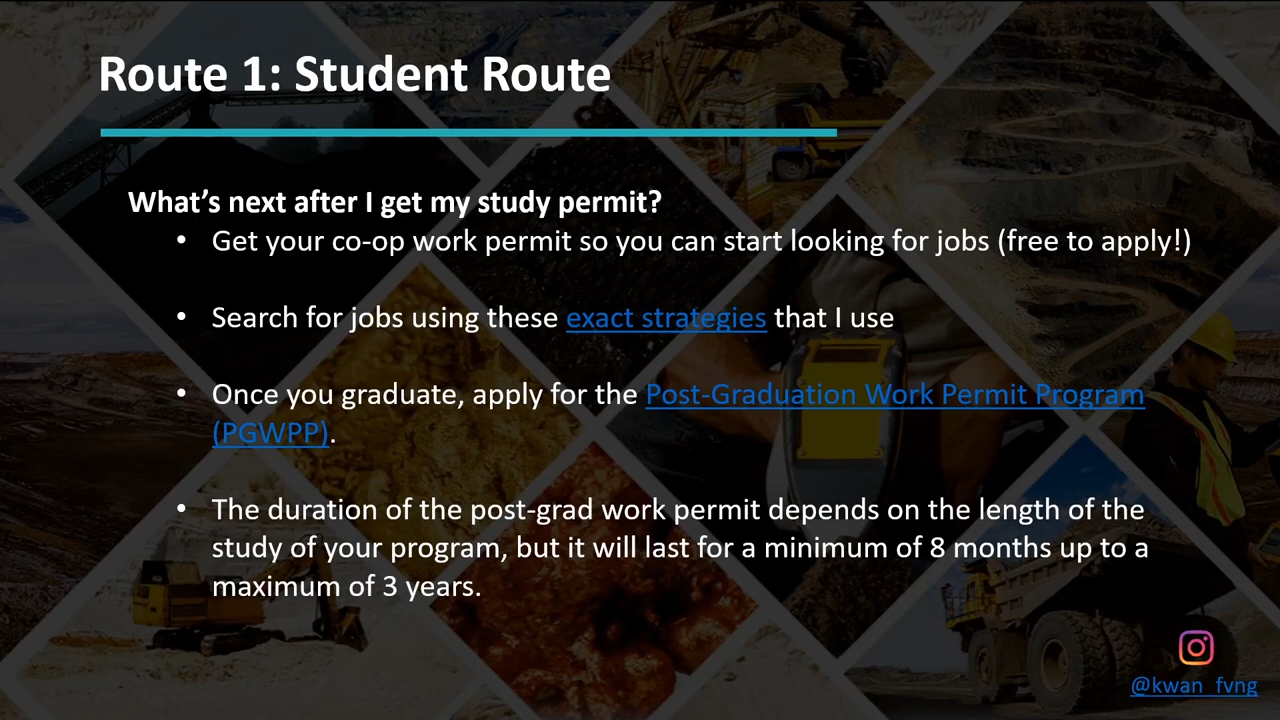 Route 1: Student Route
What’s next after I get my study permit?
• Get your co-op work permit so you can start looking for jobs (free to apply!)
• Search for jobs using these exact strategies that I use
• Once you graduate, apply for the Post-Graduation Work Permit Program
(PGWPP).
• The duration of the post-grad work permit depends on the length of the
study of your program, but it will last for a minimum of 8 months up to a
maximum of 3 years.
@kwan_fvng